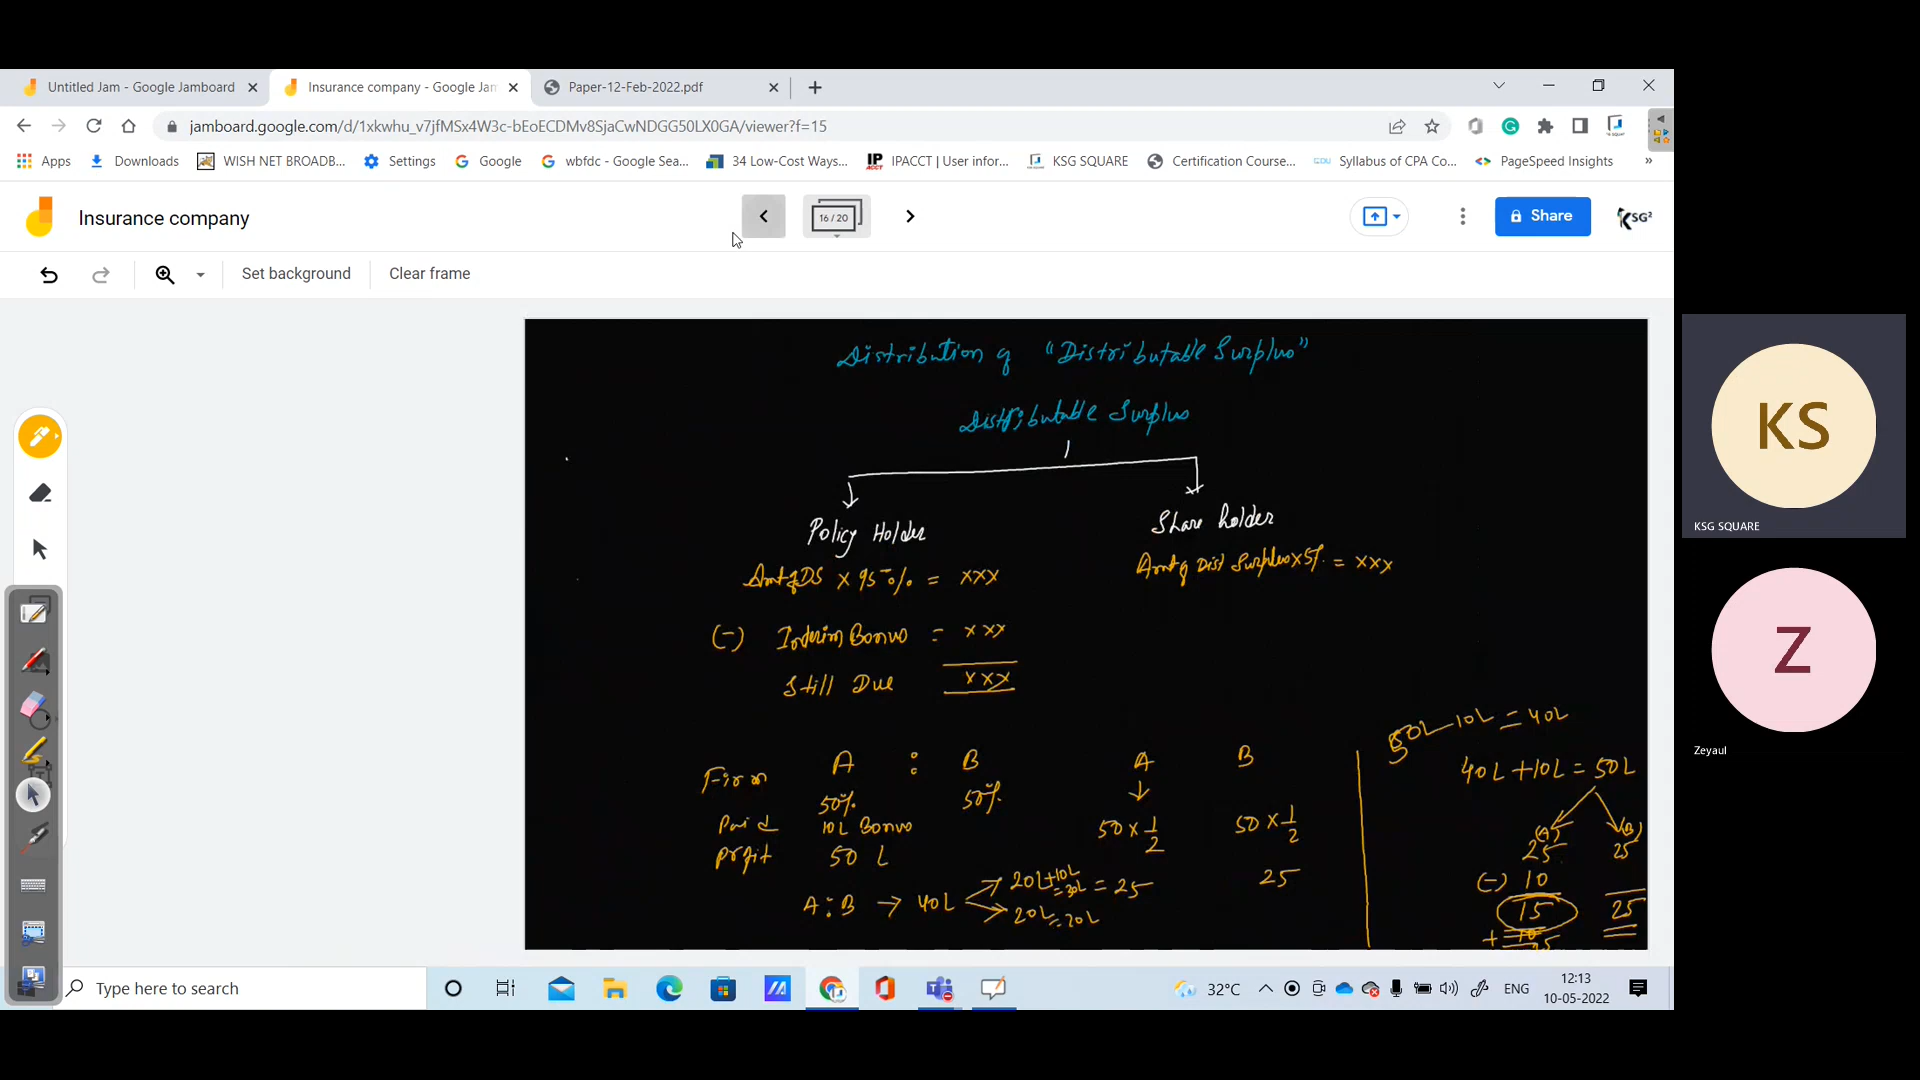 Untitled Jam - Google Jamboard
Insurance company - Google Jam
Paper-12-Feb-2022.pdf
jamboard.google.com/d/1xkwhu_v7jfMSx4W3c-bEoECDMv8SjaCwNDGG50LX0GA/viewer?f=15
Apps Downloads WISH NET BROADB... Settings Google wbfdc - Google Sea... 34 Low-Cost Ways... IPACCT | User infor... KSG SQUARE Certification Course... Syllabus of CPA Co... PageSpeed Insights »
Insurance company
16 / 20
Share
KSG²
Set background Clear frame
Distribution of "Distributable Surplus"
Distributable Surplus
Policy Holder
Share holder
Amt of DS × 95% = xxx
Amt of Dist Surplus × 5% = xxx
(-) Interim Bonus = xxx
Still Due xxx
Firm A : B
50% 50%
Paid 10L Bonus
Profit 50 L
A : B → 40L
20L+10L
=30L = 25
20L = 20L
A B
50 × 1/2 50 × 1/2
25
50L - 10L = 40L
40L + 10L = 50L
(A) (B)
25 25
(-) 10
15 25
+ 10
25
KS
KSG SQUARE
Z
Zeyaul
Type here to search
32°C
ENG
12:13
10-05-2022